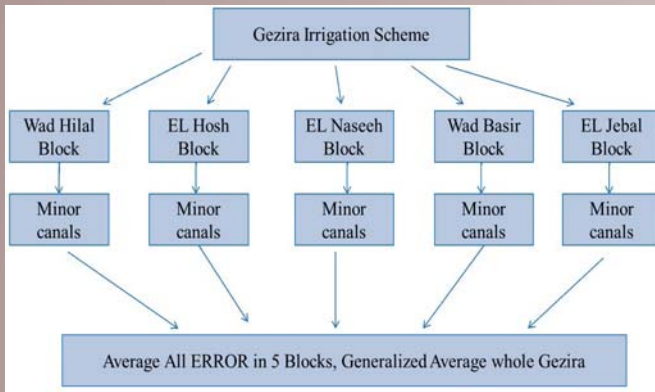 Gezira Irrigation Scheme
Wad Hilal
Block
EL Hosh
Block
EL Naseeh
Block
Wad Basir
Block
EL Jebal
Block
Minor
canals
Minor
canals
Minor
canals
Minor
canals
Minor
canals
Average All ERROR in 5 Blocks, Generalized Average whole Gezira